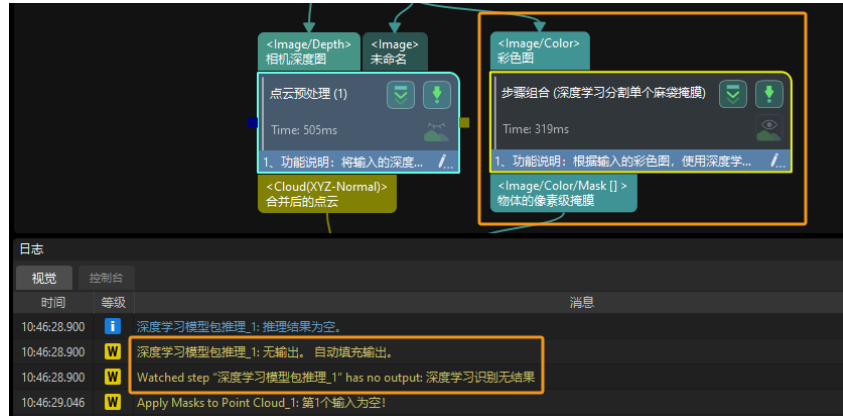 <Image/Depth>
相机深度图
<Image>
未命名
<Image/Color>
彩色图
点云预处理 (1)
Time: 505ms
1、功能说明：将输入的深度...
步骤组合 (深度学习分割单个麻袋掩膜)
Time: 319ms
1、功能说明：根据输入的彩色图，使用深度学...
<Cloud(XYZ-Normal)>
合并后的点云
<Image/Color/Mask [] >
物体的像素级掩膜
日志
视觉
控制台
时间
等级
消息
10:46:28.900
i
深度学习模型包推理_1: 推理结果为空。
10:46:28.900
W
深度学习模型包推理_1: 无输出。 自动填充输出。
10:46:28.900
W
Watched step "深度学习模型包推理_1" has no output: 深度学习识别无结果
10:46:29.046
W
Apply Masks to Point Cloud_1: 第1个输入为空!